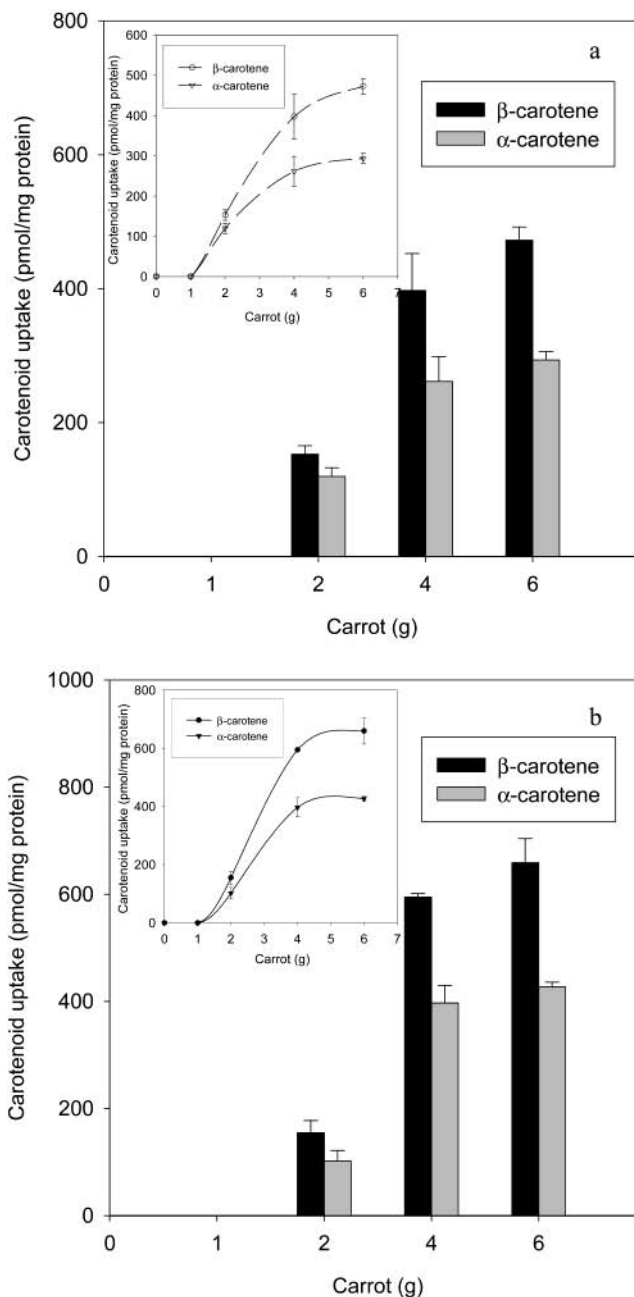 a
800
600
400
200
0
Carotenoid uptake (pmol/mg protein)
0 1 2 4 6
Carrot (g)
β-carotene
α-carotene
600
500
400
300
200
100
0
Carotenoid uptake (pmol/mg protein)
0 1 2 3 4 5 6 7
Carrot (g)
β-carotene
α-carotene
b
1000
800
600
400
200
0
Carotenoid uptake (pmol/mg protein)
0 1 2 4 6
Carrot (g)
β-carotene
α-carotene
800
600
400
200
0
Carotenoid uptake (pmol/mg protein)
0 1 2 3 4 5 6 7
Carrot (g)
β-carotene
α-carotene